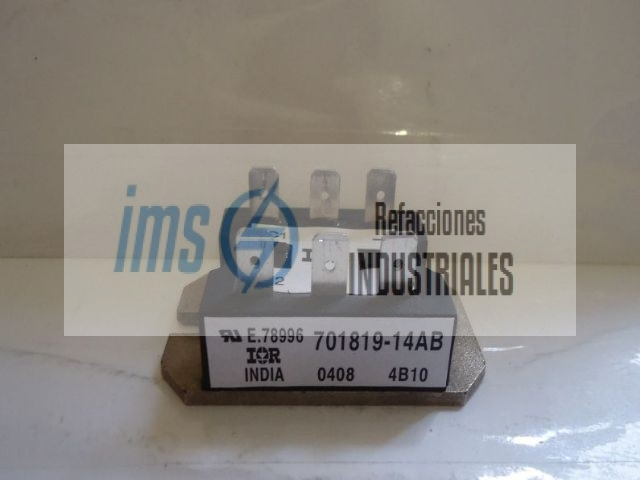 ims
Refacciones
INDUSTRIALES
E.78996 701819-14AB
IOR
INDIA 0408 4B10